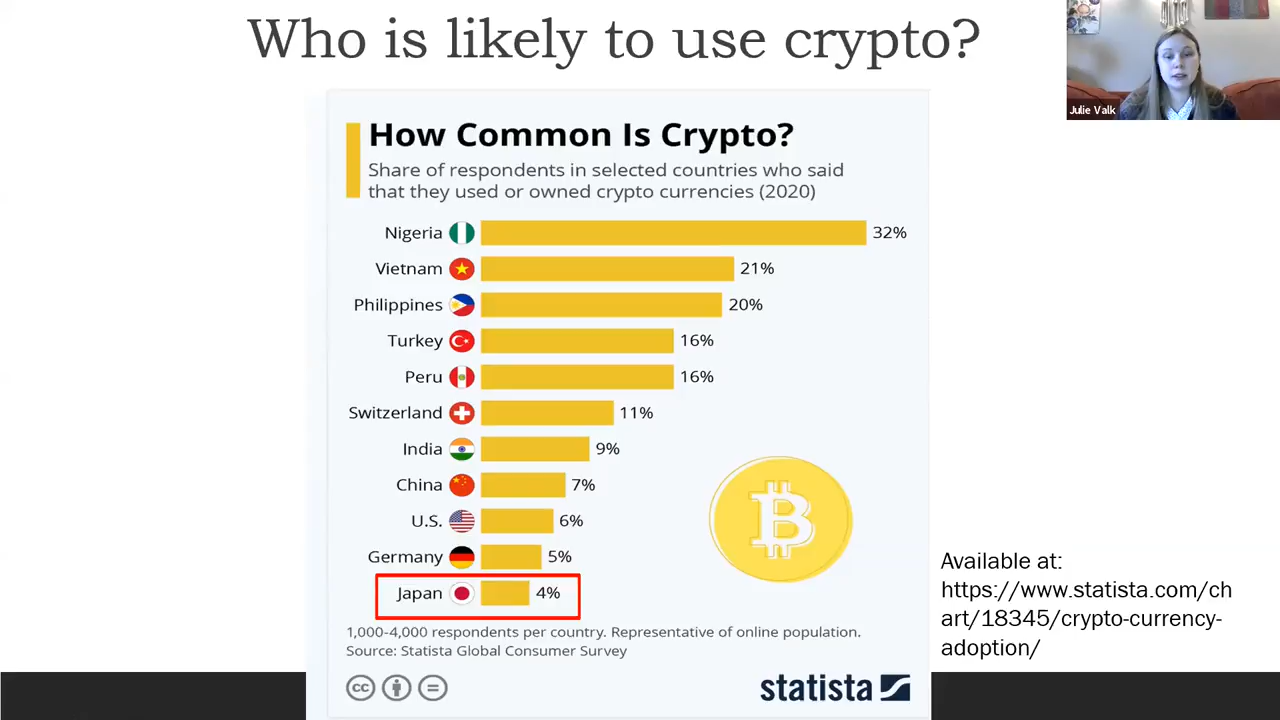 Who is likely to use crypto?
Julie Valk
How Common Is Crypto?
Share of respondents in selected countries who said
that they used or owned crypto currencies (2020)
Nigeria 32%
Vietnam 21%
Philippines 20%
Turkey 16%
Peru 16%
Switzerland 11%
India 9%
China 7%
U.S. 6%
Germany 5%
Japan 4%
1,000-4,000 respondents per country. Representative of online population.
Source: Statista Global Consumer Survey
cc
statista
Available at:
https://www.statista.com/ch
art/18345/crypto-currency-
adoption/